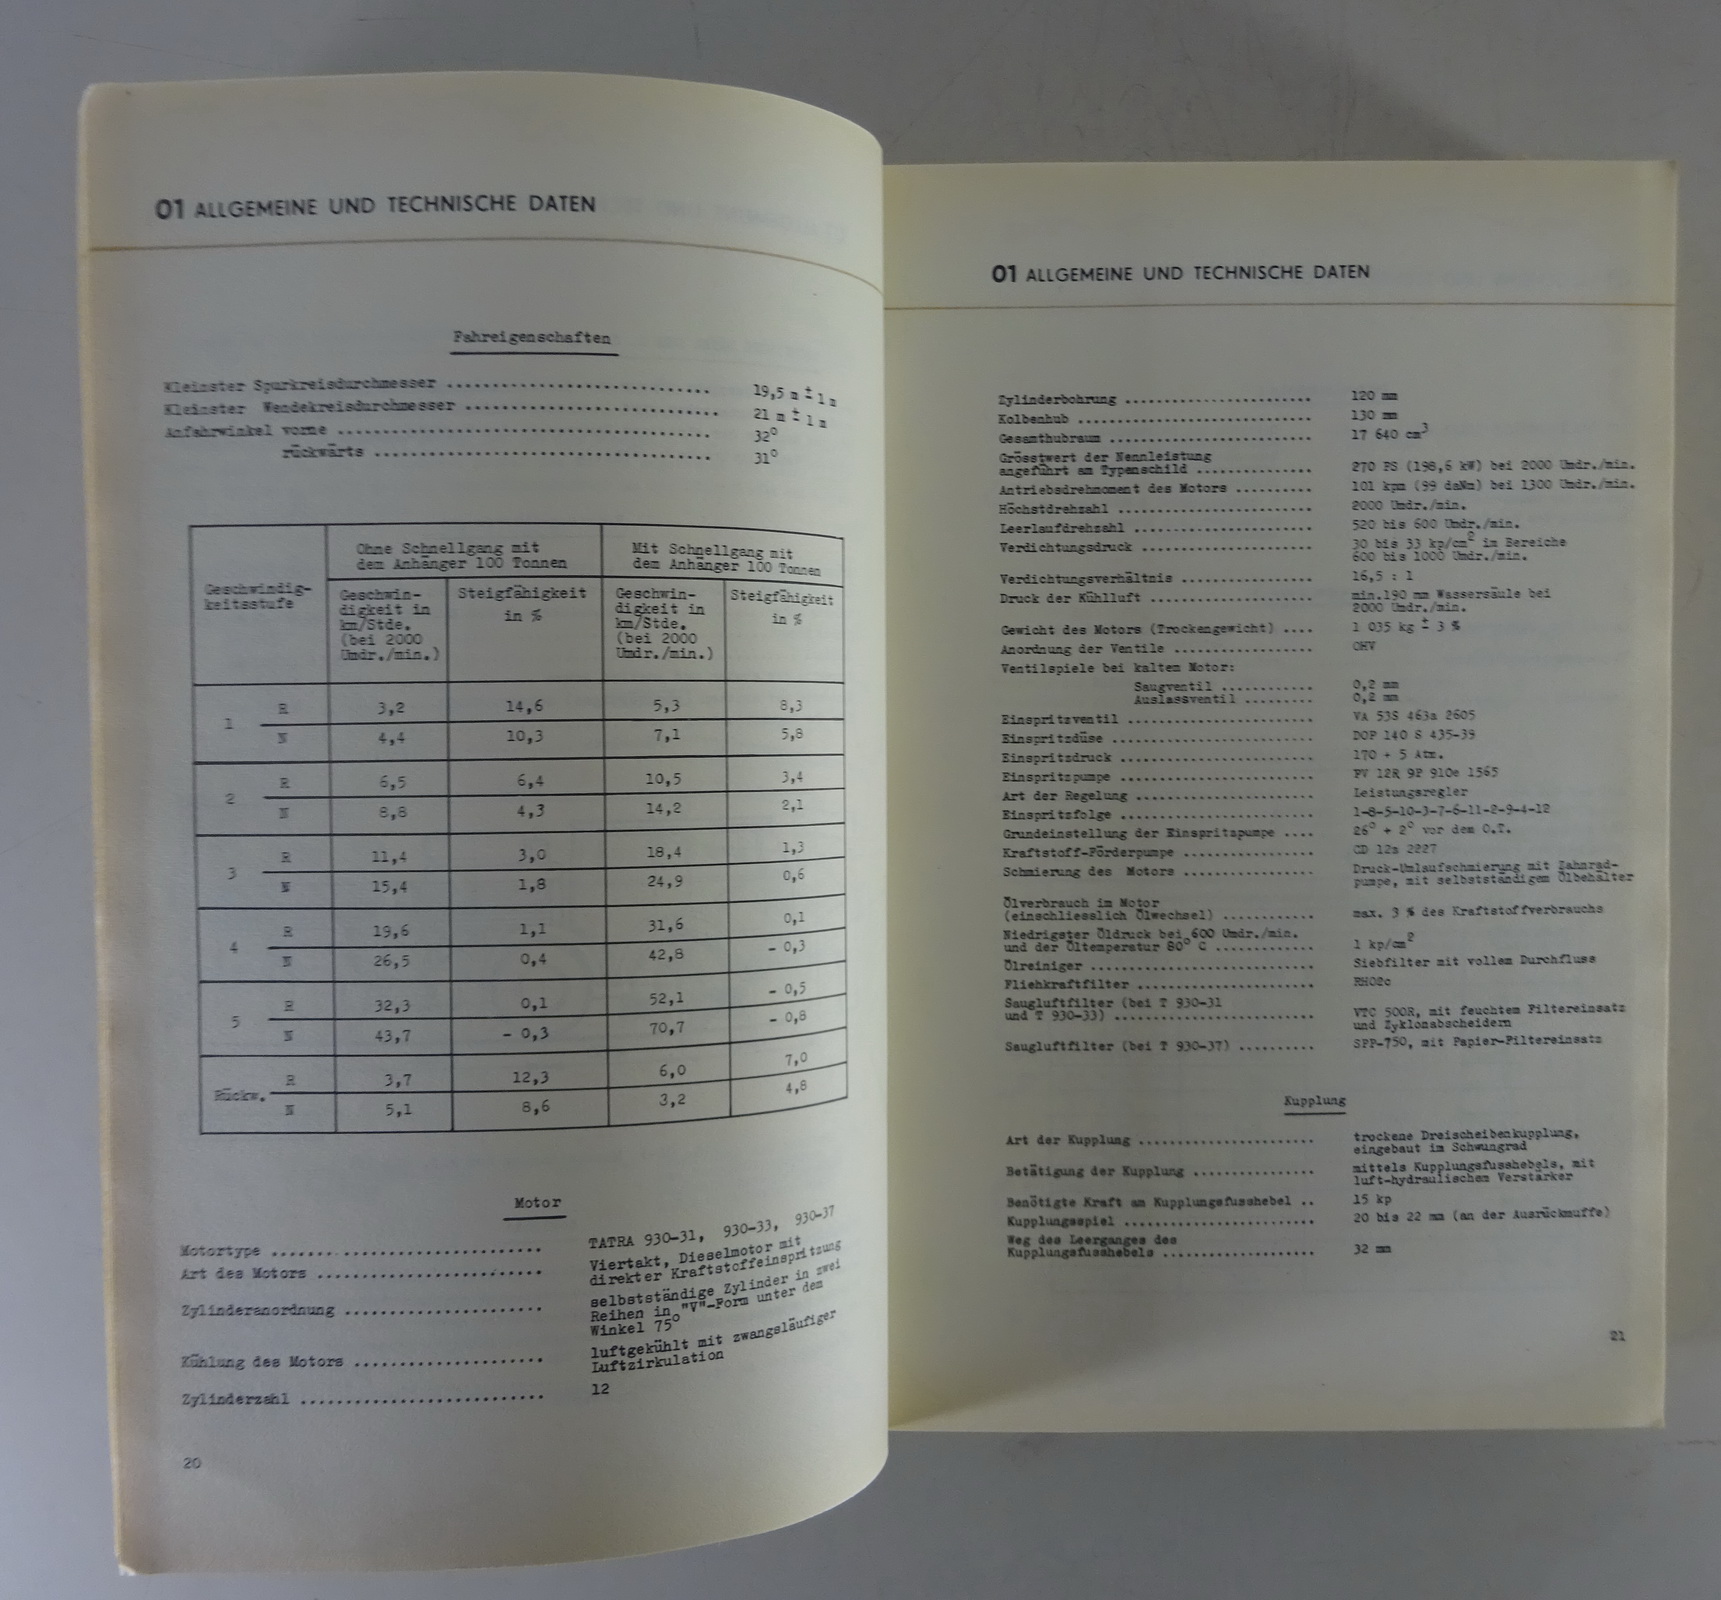 01 ALLGEMEINE UND TECHNISCHE DATEN
Fahreigenschaften
Kleinster Spurkreisdurchmesser .............................. 19,5 m ± 1 m
Kleinster Wendekreisdurchmesser ............................. 21 m ± 1 m
Anfahrwinkel vorne .......................................... 32°
rückwärts ....................................... 31°
Geschwindig-
keitsstufe
Ohne Schnellgang mit
dem Anhänger 100 Tonnen
Mit Schnellgang mit
dem Anhänger 100 Tonnen
Geschwin-
digkeit in
km/Stde.
(bei 2000
Umdr./min.)
Steigfähigkeit
in %
Geschwin-
digkeit in
km/Stde.
(bei 2000
Umdr./min.)
Steigfähigkeit
in %
1 R 3,2 14,6 5,3 8,3
N 4,4 10,3 7,1 5,8
2 R 6,5 6,4 10,5 3,4
N 8,8 4,3 14,2 2,1
3 R 11,4 3,0 18,4 1,3
N 15,4 1,8 24,9 0,6
4 R 19,6 1,1 31,6 0,1
N 26,5 0,4 42,8 - 0,3
5 R 32,3 0,1 52,1 - 0,5
N 43,7 - 0,3 70,7 - 0,8
Rückw. R 3,7 12,3 6,0 7,0
N 5,1 8,6 3,2 4,8
Motor
Motortype ............................... TATRA 930-31, 930-33, 930-37
Art des Motors .......................... Viertakt, Dieselmotor mit
direkter Kraftstoffeinspritzung
Zylinderanordnung ....................... selbstständige Zylinder in zwei
Reihen in "V"-Form unter dem
Winkel 75°
Kühlung des Motors ...................... luftgekühlt mit zwangsläufiger
Luftzirkulation
Zylinderzahl ............................ 12
20
01 ALLGEMEINE UND TECHNISCHE DATEN
Zylinderbohrung ......................... 120 mm
Kolbenhub ............................... 130 mm
Gesamthubraum ........................... 17 640 cm³
Grösstwert der Nennleistung
angeführt am Typenschild ............... 270 PS (198,6 kW) bei 2000 Umdr./min.
Antriebsdrehmoment des Motors .......... 101 kpm (99 daNm) bei 1300 Umdr./min.
Höchstdrehzahl .......................... 2000 Umdr./min.
Leerlaufdrehzahl ........................ 520 bis 600 Umdr./min.
Verdichtungsdruck ....................... 30 bis 33 kp/cm² im Bereiche
600 bis 1000 Umdr./min.
Verdichtungsverhältnis ................. 16,5 : 1
Druck der Kühlluft ...................... min.190 mm Wassersäule bei
2000 Umdr./min.
Gewicht des Motors (Trockengewicht) .... 1 035 kg ± 3 %
Anordnung der Ventile .................. OHV
Ventilspiele bei kaltem Motor:
Saugventil ............ 0,2 mm
Auslassventil ......... 0,2 mm
Einspritzventil ......................... VA 53S 463a 2605
Einspritzdüse ........................... DOP 140 S 435-39
Einspritzdruck .......................... 170 + 5 Atm.
Einspritzpumpe .......................... PV 12R 9P 910e 1565
Art der Regelung ........................ Leistungsregler
Einspritzfolge .......................... 1-8-5-10-3-7-6-11-2-9-4-12
Grundeinstellung der Einspritzpumpe .... 26° + 2° vor dem O.T.
Kraftstoff-Förderpumpe ................. CD 12s 2227
Schmierung des Motors .................. Druck-Umlaufschmierung mit Zahnrad-
pumpe, mit selbstständigem Ölbehälter
Ölverbrauch im Motor
(einschliesslich Ölwechsel) ............ max. 3 % des Kraftstoffverbrauchs
Niedrigster Öldruck bei 600 Umdr./min.
und der Öltemperatur 80° C ............. 1 kp/cm²
Ölreiniger .............................. Siebfilter mit vollem Durchfluss
Fliehkraftfilter ........................ RH02c
Saugluftfilter (bei T 930-31
und T 930-33) ........................... VTC 500R, mit feuchtem Filtereinsatz
und Zyklonabscheidern
Saugluftfilter (bei T 930-37) .......... SPP-750, mit Papier-Filtereinsatz
Kupplung
Art der Kupplung ........................ trockene Dreischeibenkupplung,
eingebaut im Schwungrad
Betätigung der Kupplung ................ mittels Kupplungsfusshebels, mit
luft-hydraulischem Verstärker
Benötigte Kraft am Kupplungsfusshebel .. 15 kp
Kupplungsspiel .......................... 20 bis 22 mm (an der Ausrückmuffe)
Weg des Leerganges des
Kupplungsfusshebels .................... 32 mm
21